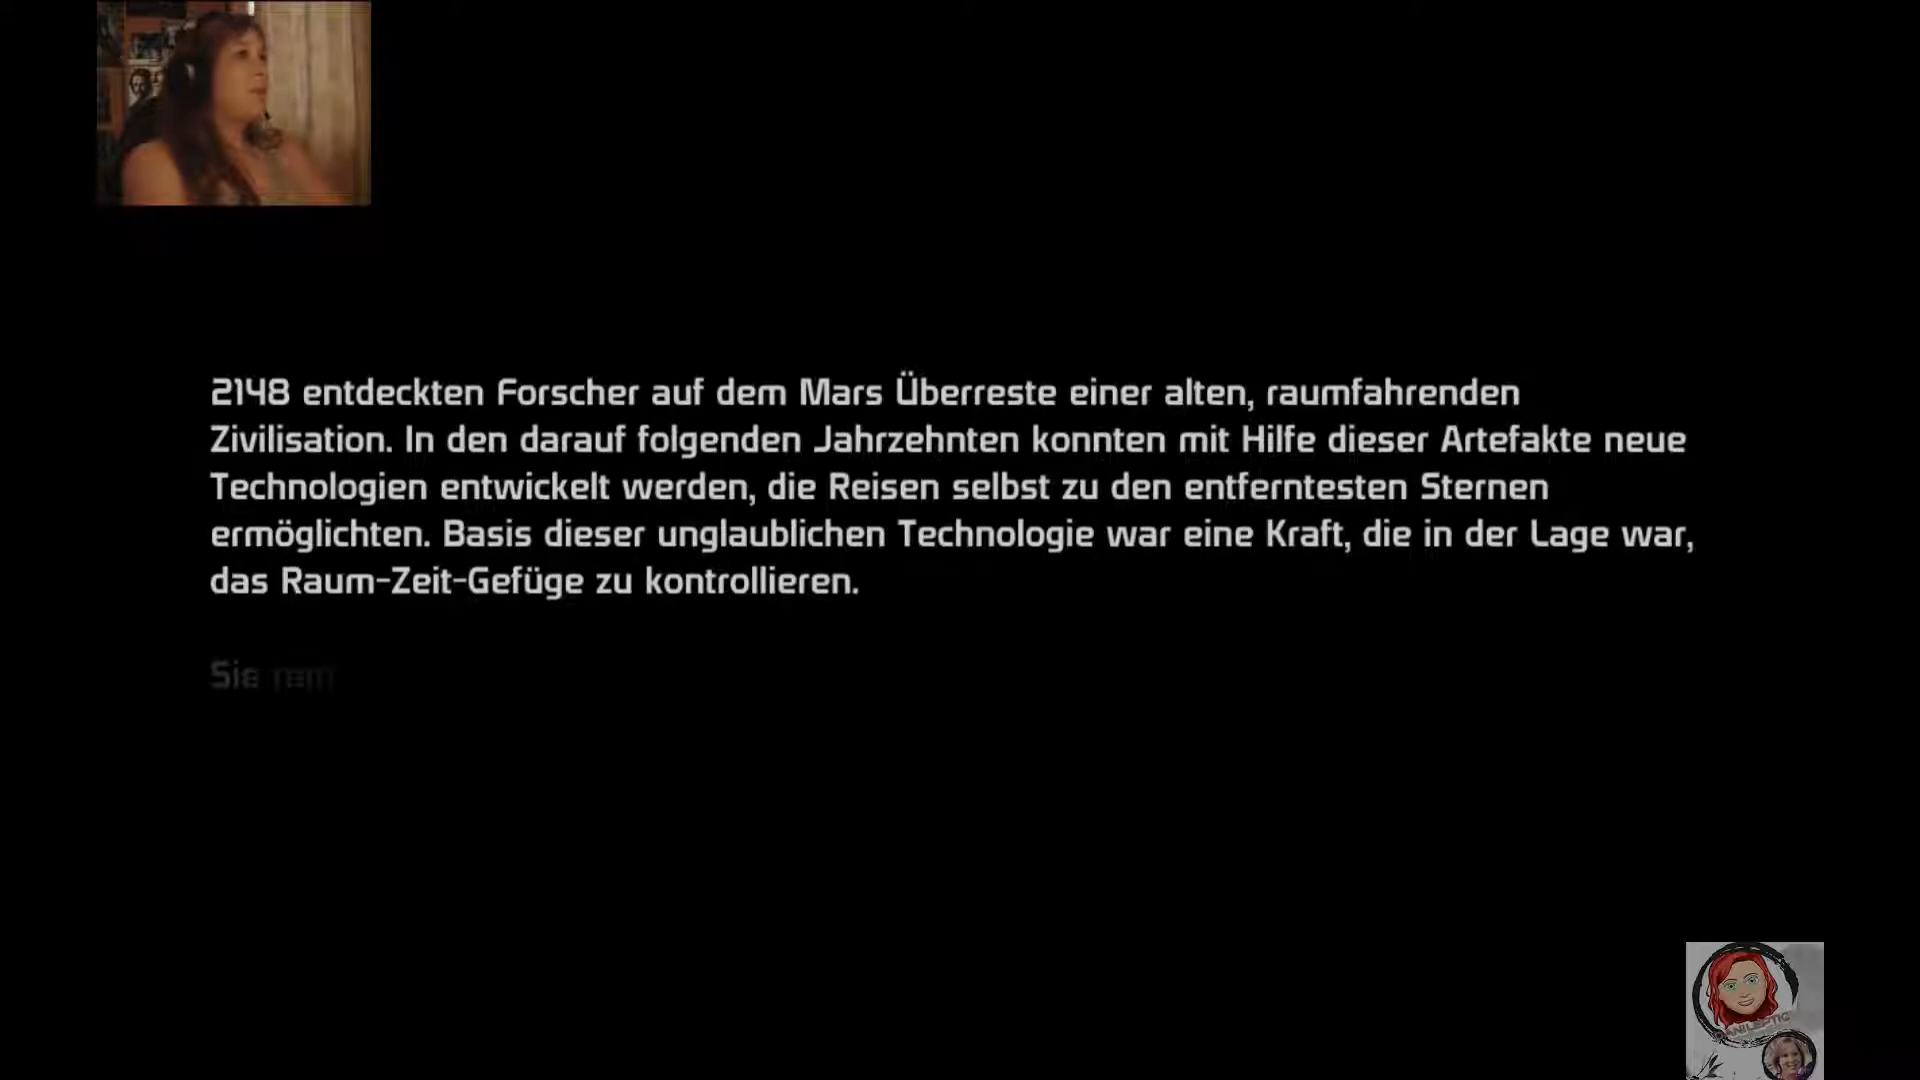 2148 entdeckten Forscher auf dem Mars Überreste einer alten, raumfahrenden
Zivilisation. In den darauf folgenden Jahrzehnten konnten mit Hilfe dieser Artefakte neue
Technologien entwickelt werden, die Reisen selbst zu den entferntesten Sternen
ermöglichten. Basis dieser unglaublichen Technologie war eine Kraft, die in der Lage war,
das Raum-Zeit-Gefüge zu kontrollieren.
Sie